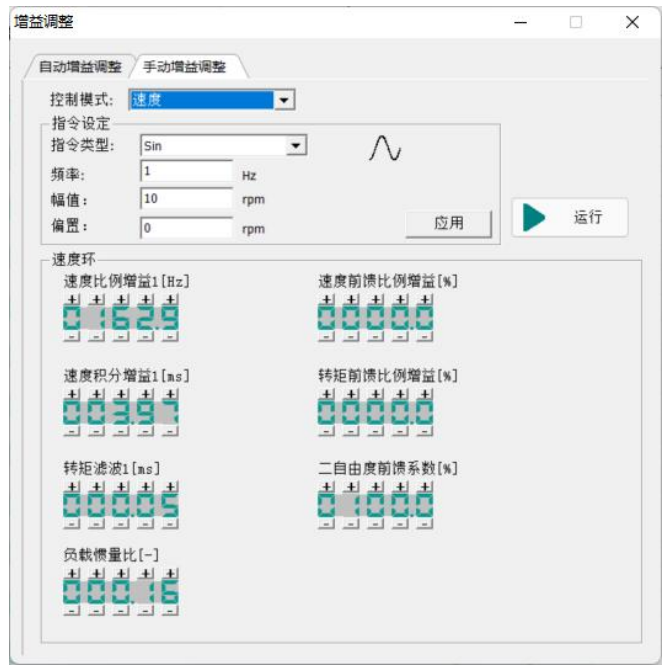 增益调整
自动增益调整 手动增益调整
控制模式: 速度
指令设定
指令类型: Sin
频率: 1 Hz
幅值: 10 rpm
偏置: 0 rpm
应用
运行
速度环
速度比例增益1[Hz] 速度前馈比例增益[%]
+ + + + + + + + + +
0162.9 0000.0
- - - - - - - - - -
速度积分增益1[ms] 转矩前馈比例增益[%]
+ + + + + + + + + +
003.97 0000.0
- - - - - - - - - -
转矩滤波1[ms] 二自由度前馈系数[%]
+ + + + + + + + + +
000.05 0100.0
- - - - - - - - - -
负载惯量比[-]
+ + + + +
000.16
- - - - -